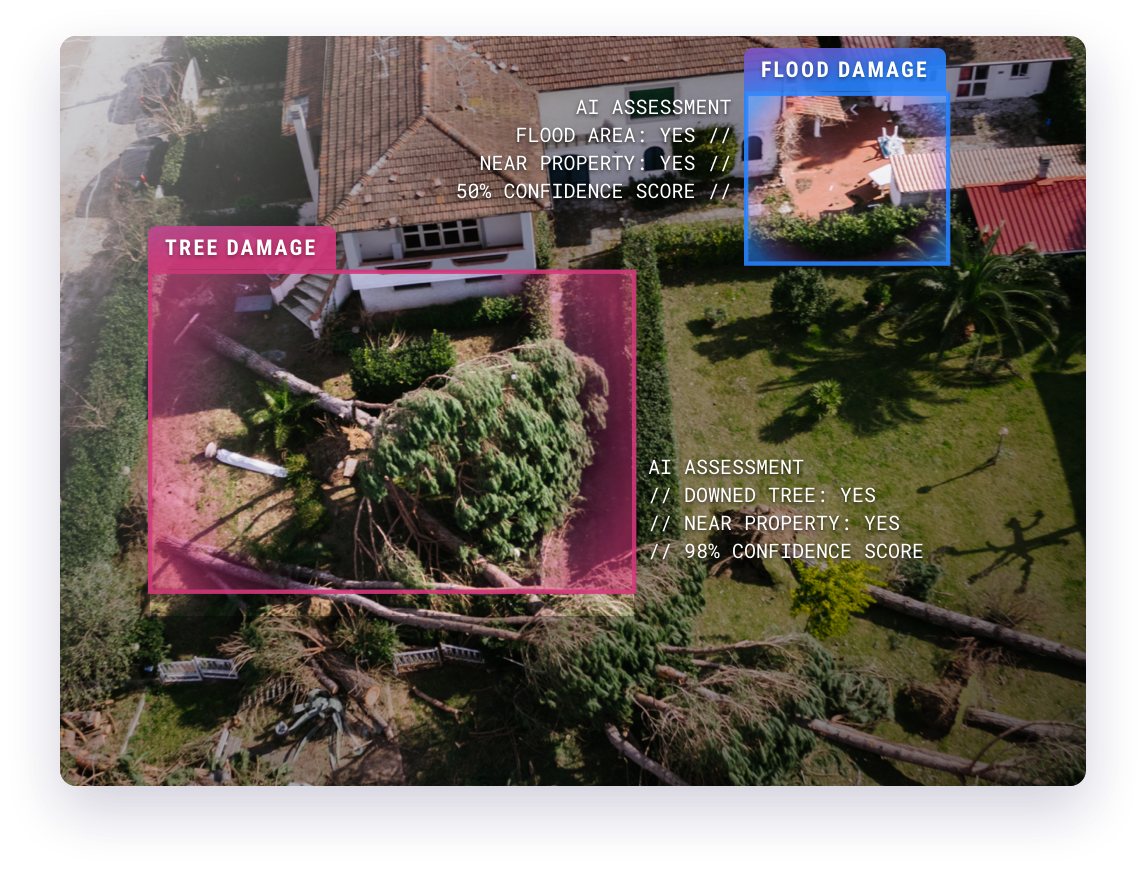 FLOOD DAMAGE
AI ASSESSMENT
FLOOD AREA: YES //
NEAR PROPERTY: YES //
50% CONFIDENCE SCORE //
TREE DAMAGE
AI ASSESSMENT
// DOWNED TREE: YES
// NEAR PROPERTY: YES
// 98% CONFIDENCE SCORE